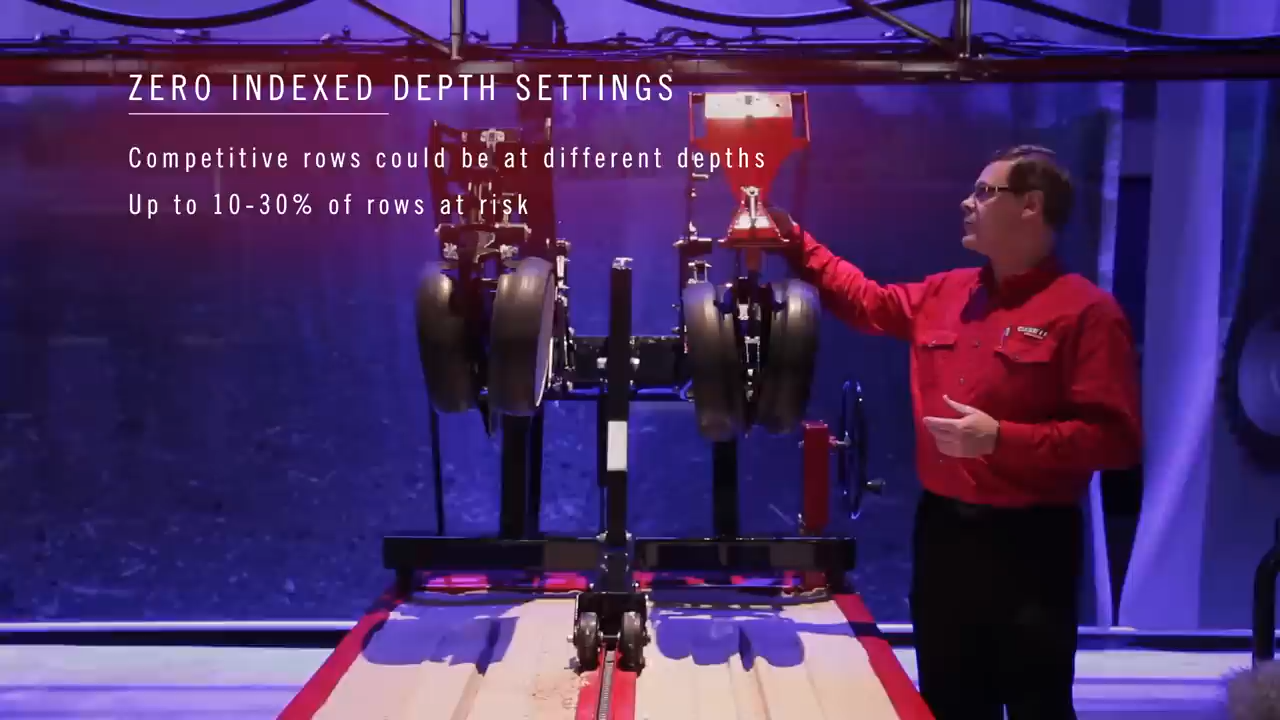 ZERO INDEXED DEPTH SETTINGS
Competitive rows could be at different depths
Up to 10-30% of rows at risk